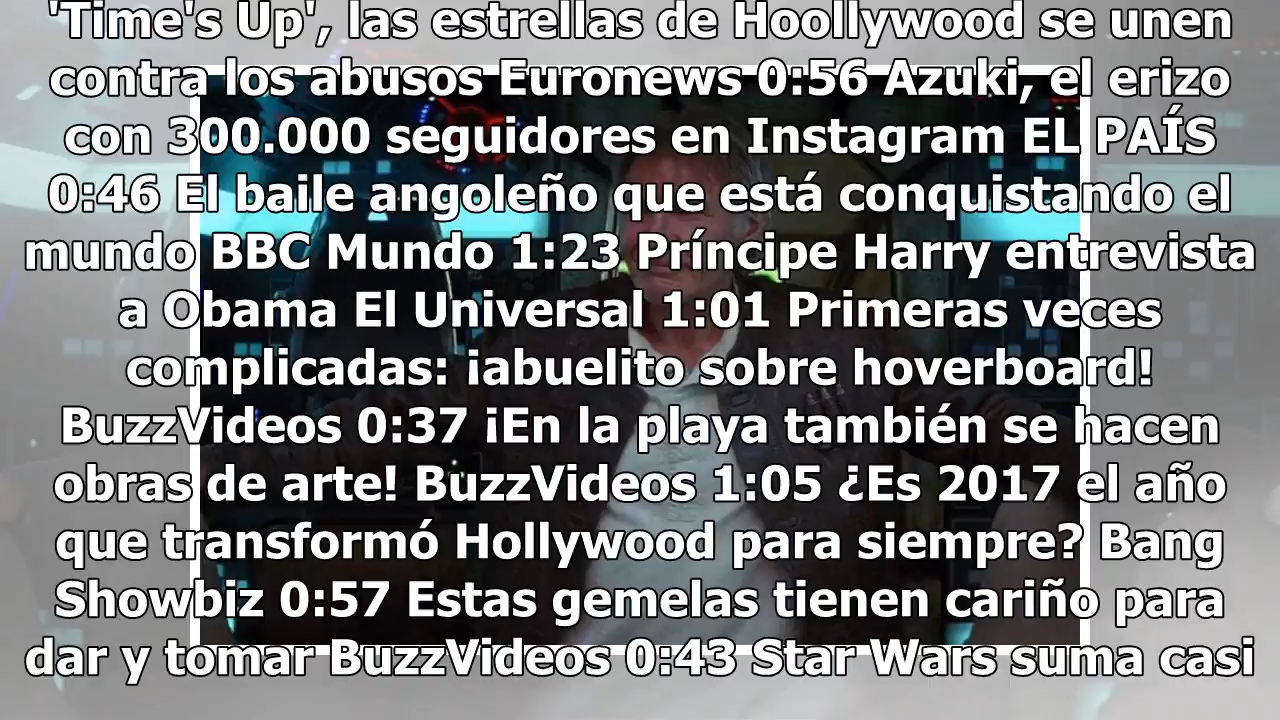 'Time's Up', las estrellas de Hoollywood se unen
contra los abusos Euronews 0:56 Azuki, el erizo
con 300.000 seguidores en Instagram EL PAÍS
0:46 El baile angoleño que está conquistando el
mundo BBC Mundo 1:23 Príncipe Harry entrevista
a Obama El Universal 1:01 Primeras veces
complicadas: ¡abuelito sobre hoverboard!
BuzzVideos 0:37 ¡En la playa también se hacen
obras de arte! BuzzVideos 1:05 ¿Es 2017 el año
que transformó Hollywood para siempre? Bang
Showbiz 0:57 Estas gemelas tienen cariño para
dar y tomar BuzzVideos 0:43 Star Wars suma casi